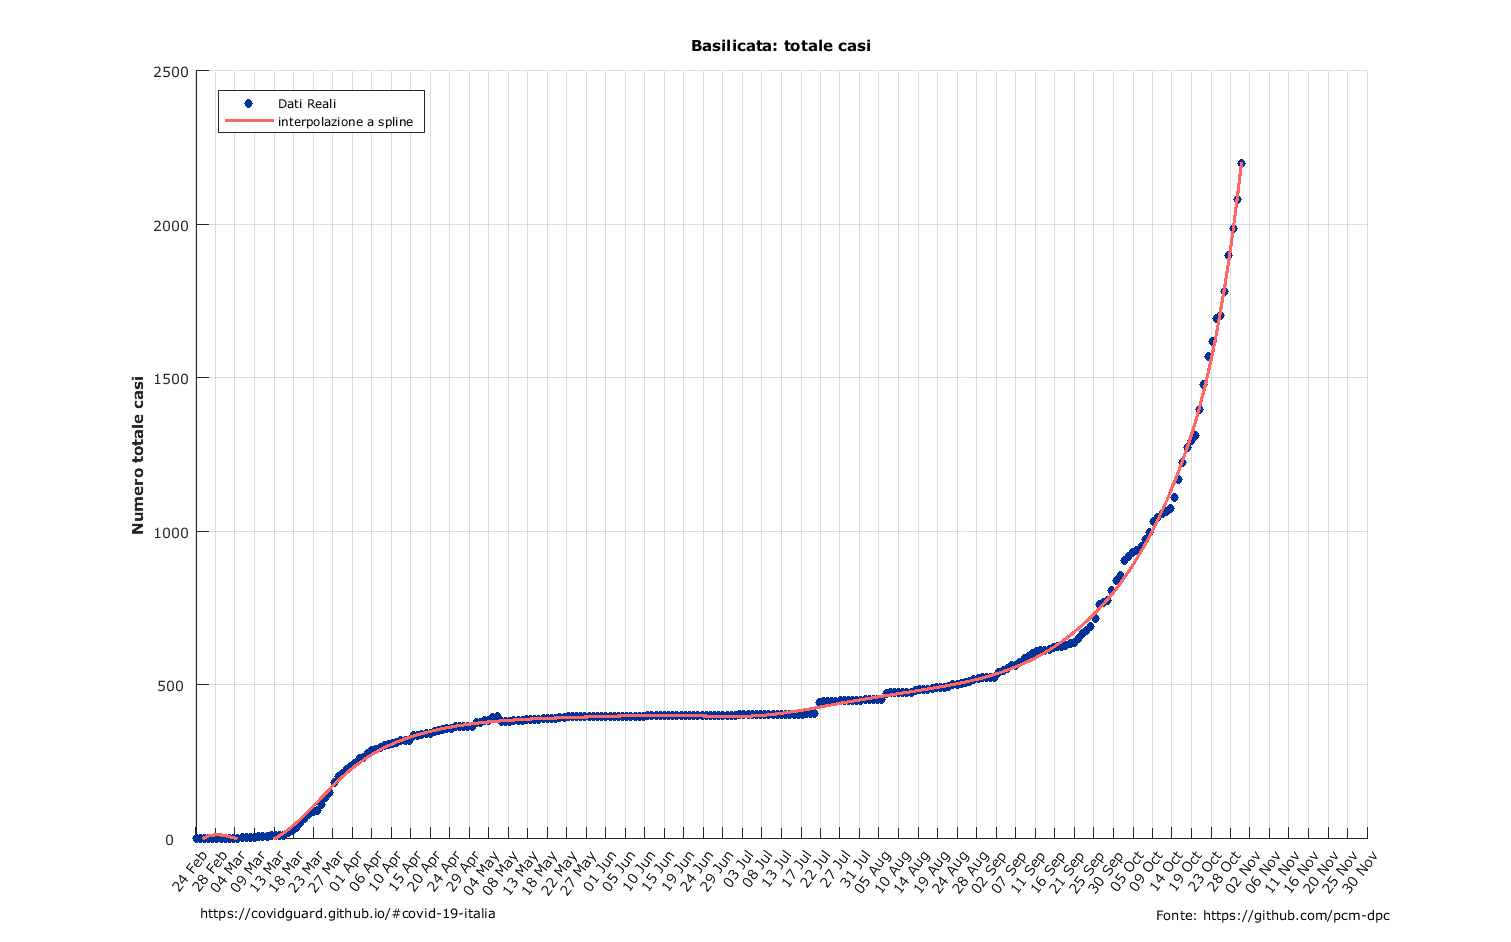 Basilicata: totale casi
2500
2000
1500
1000
500
0
Numero totale casi
Dati Reali
interpolazione a spline
24 Feb
28 Feb
04 Mar
09 Mar
13 Mar
18 Mar
23 Mar
27 Mar
01 Apr
06 Apr
10 Apr
15 Apr
20 Apr
24 Apr
29 Apr
04 May
08 May
13 May
18 May
22 May
27 May
01 Jun
05 Jun
10 Jun
15 Jun
19 Jun
24 Jun
29 Jun
03 Jul
08 Jul
13 Jul
17 Jul
22 Jul
27 Jul
31 Jul
05 Aug
10 Aug
14 Aug
19 Aug
24 Aug
28 Aug
02 Sep
07 Sep
11 Sep
16 Sep
21 Sep
25 Sep
30 Sep
05 Oct
09 Oct
14 Oct
19 Oct
23 Oct
28 Oct
02 Nov
06 Nov
11 Nov
16 Nov
20 Nov
25 Nov
30 Nov
https://covidguard.github.io/#covid-19-italia
Fonte: https://github.com/pcm-dpc